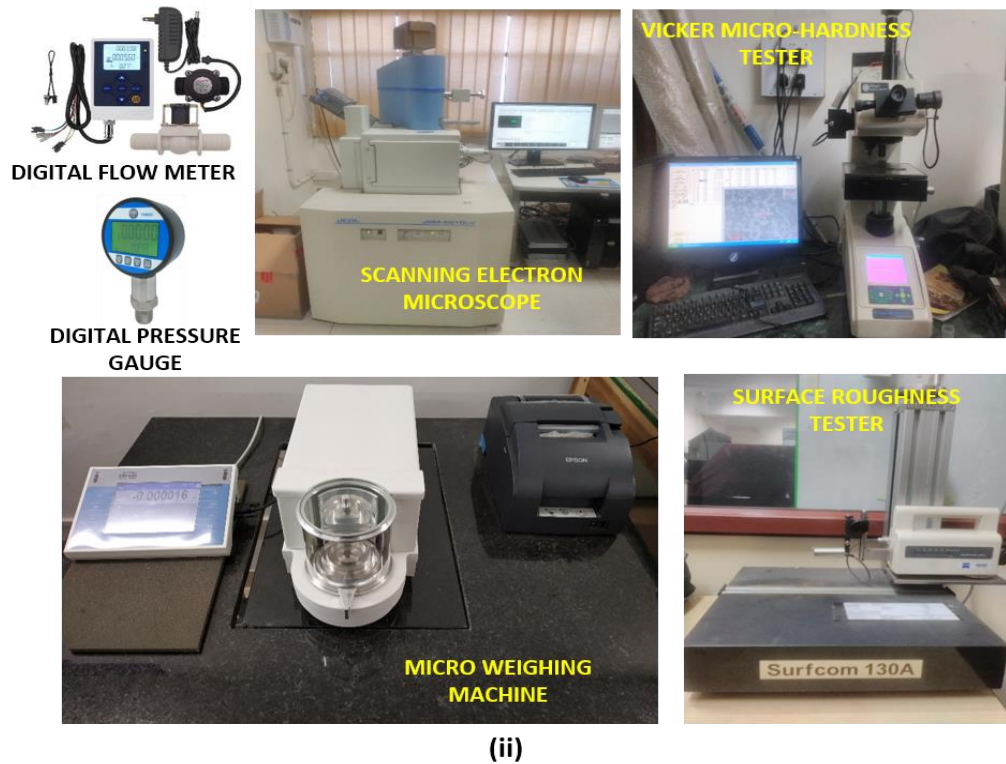 DIGITAL FLOW METER
SCANNING ELECTRON
MICROSCOPE
VICKER MICRO-HARDNESS
TESTER
DIGITAL PRESSURE
GAUGE
-0.000016
EPSON
MICRO WEIGHING
MACHINE
SURFACE ROUGHNESS
TESTER
Surfcom 130A
(ii)